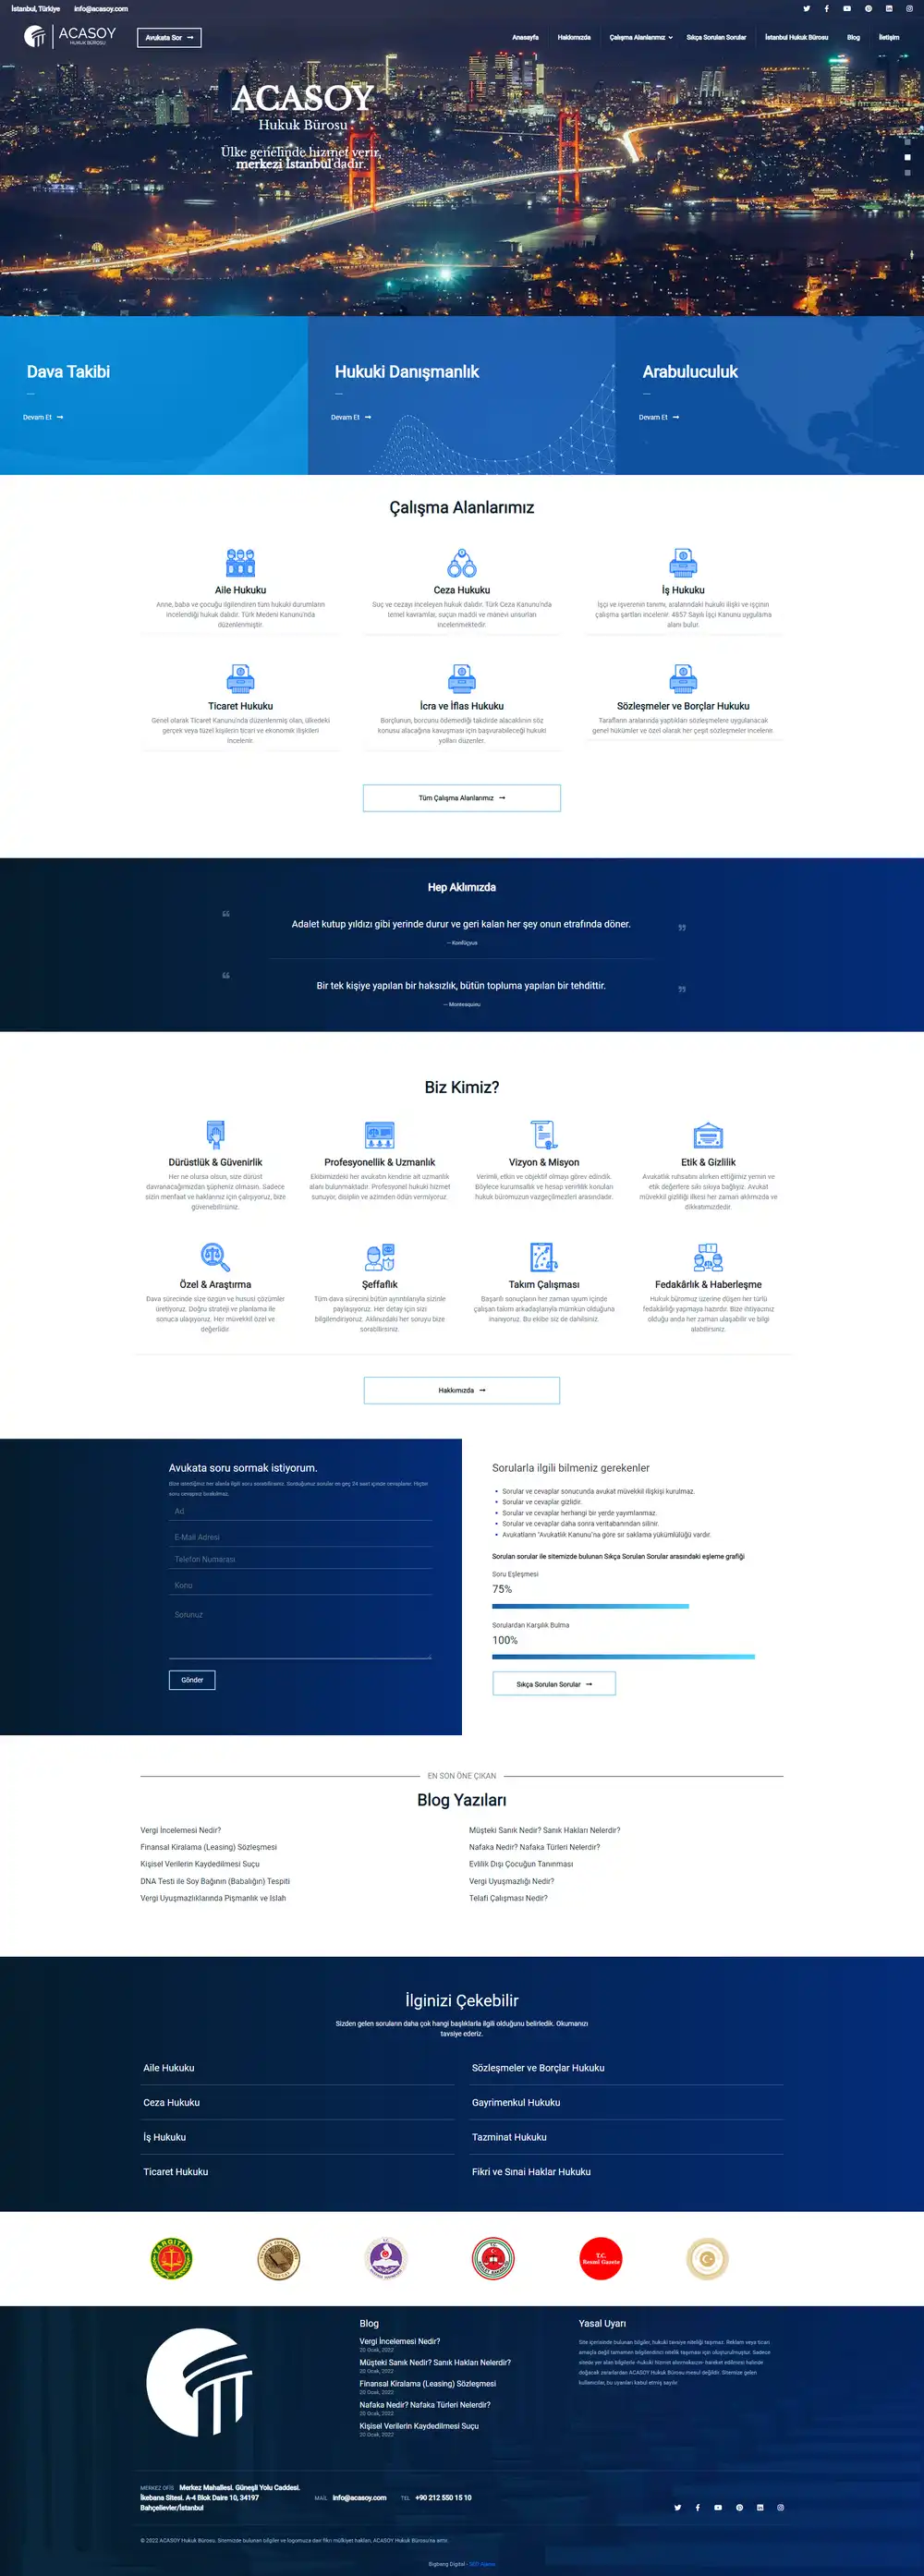 İstanbul, Türkiye info@acasoy.com
ACASOY
HUKUK BÜROSU
Avukata Sor
Anasayfa Hakkımızda Çalışma Alanlarımız Sıkça Sorulan Sorular İstanbul Hukuk Bürosu Blog İletişim
ACASOY
Hukuk Bürosu
Ülke genelinde hizmet verir,
merkezi İstanbul'dadır
Dava Takibi
Devam Et
Hukuki Danışmanlık
Devam Et
Arabuluculuk
Devam Et
Çalışma Alanlarımız
Aile Hukuku
Anne, baba ve çocuğu ilgilendiren tüm hukuki durumların
incelendiği hukuk dalıdır. Türk Medeni Kanunu'nda
düzenlenmiştir.
Ceza Hukuku
Suç ve cezayı inceleyen hukuk dalıdır. Türk Ceza Kanunu'nda
temel kavramlar, suçun maddi ve manevi unsurları
incelenmektedir.
İş Hukuku
İşçi ve işverenin tanımı, aralarındaki hukuki ilişki ve işçinin
çalışma şartları incelenir. 4857 Sayılı İşçi Kanunu uygulama
alanı bulur.
Ticaret Hukuku
Genel olarak Ticaret Kanunu'nda düzenlenmiş olan, ülkedeki
gerçek veya tüzel kişilerin ticari ve ekonomik ilişkileri
incelenir.
İcra ve İflas Hukuku
Borçlunun, borcunu ödemediği takdirde alacaklının söz
konusu alacağına kavuşması için başvurabileceği hukuki
yolları düzenler.
Sözleşmeler ve Borçlar Hukuku
Tarafların aralarında yaptıkları sözleşmelere uygulanacak
genel hükümler ve özel olarak her çeşit sözleşmeler incelenir.
Tüm Çalışma Alanlarımız
Hep Aklımızda
Adalet kutup yıldızı gibi yerinde durur ve geri kalan her şey onun etrafında döner.
— Konfüçyus
Bir tek kişiye yapılan bir haksızlık, bütün topluma yapılan bir tehdittir.
— Montesquieu
Biz Kimiz?
Dürüstlük & Güvenirlik
Her ne olursa olsun, size dürüst
davranacağımızdan şüpheniz olmasın. Sadece
sizin menfaat ve haklarınız için çalışıyoruz, bize
güvenebilirsiniz.
Profesyonellik & Uzmanlık
Ekibimizdeki her avukatın kendine ait uzmanlık
alanı bulunmaktadır. Profesyonel hukuki hizmet
sunuyor, disiplin ve azimden ödün vermiyoruz.
Vizyon & Misyon
Verimli, etkin ve objektif olmayı görev edindik.
Böylece kurumsallık ve hesap verirlilik konuları
hukuk büromuzun vazgeçilmezleri arasındadır.
Etik & Gizlilik
Avukatlık ruhsatını alırken ettiğimiz yemin ve
etik değerlere sıkı sıkıya bağlıyız. Avukat
müvekkil gizliliği ilkesi her zaman aklımızda ve
dikkatimizdedir.
Özel & Araştırma
Dava sürecinde size özgün ve hususi çözümler
üretiyoruz. Doğru strateji ve planlama ile
sonuca ulaşıyoruz. Her müvekkil özel ve
değerlidir.
Şeffaflık
Tüm dava sürecini bütün ayrıntılarıyla sizinle
paylaşıyoruz. Her detay için sizi
bilgilendiriyoruz. Aklınızdaki her soruyu bize
sorabilirsiniz.
Takım Çalışması
Başarılı sonuçların her zaman uyum içinde
çalışan takım arkadaşlarıyla mümkün olduğuna
inanıyoruz. Bu ekibe siz de dahilsiniz.
Fedakârlık & Haberleşme
Hukuk büromuz üzerine düşen her türlü
fedakârlığı yapmaya hazırdır. Bize ihtiyacınız
olduğu anda her zaman ulaşabilir ve bilgi
alabilirsiniz.
Hakkımızda
Avukata soru sormak istiyorum.
Bize istediğiniz her alanla ilgili soru sorabilirsiniz. Sorduğunuz sorular en geç 24 saat içinde cevaplanır. Hiçbir
soru cevapsız bırakılmaz.
Ad
E-Mail Adresi
Telefon Numarası
Konu
Sorunuz
Gönder
Sorularla ilgili bilmeniz gerekenler
Sorular ve cevaplar sonucunda avukat müvekkil ilişkisi kurulmaz.
Sorular ve cevaplar gizlidir.
Sorular ve cevaplar herhangi bir yerde yayımlanmaz.
Sorular ve cevaplar daha sonra veritabanından silinir.
Avukatların "Avukatlık Kanunu"na göre sır saklama yükümlülüğü vardır.
Sorulan sorular ile sitemizde bulunan Sıkça Sorulan Sorular arasındaki eşleme grafiği
Soru Eşleşmesi
75%
Sorulardan Karşılık Bulma
100%
Sıkça Sorulan Sorular
EN SON ÖNE ÇIKAN
Blog Yazıları
Vergi İncelemesi Nedir?
Finansal Kiralama (Leasing) Sözleşmesi
Kişisel Verilerin Kaydedilmesi Suçu
DNA Testi ile Soy Bağının (Babalığın) Tespiti
Vergi Uyuşmazlıklarında Pişmanlık ve Islah
Müşteki Sanık Nedir? Sanık Hakları Nelerdir?
Nafaka Nedir? Nafaka Türleri Nelerdir?
Evlilik Dışı Çocuğun Tanınması
Vergi Uyuşmazlığı Nedir?
Telafi Çalışması Nedir?
İlginizi Çekebilir
Sizden gelen soruların daha çok hangi başlıklarla ilgili olduğunu belirledik. Okumanızı
tavsiye ederiz.
Aile Hukuku
Ceza Hukuku
İş Hukuku
Ticaret Hukuku
Sözleşmeler ve Borçlar Hukuku
Gayrimenkul Hukuku
Tazminat Hukuku
Fikri ve Sınai Haklar Hukuku
YARGITAY
T.C.
Resmî Gazete
Blog
Vergi İncelemesi Nedir?
20 Ocak, 2022
Müşteki Sanık Nedir? Sanık Hakları Nelerdir?
20 Ocak, 2022
Finansal Kiralama (Leasing) Sözleşmesi
20 Ocak, 2022
Nafaka Nedir? Nafaka Türleri Nelerdir?
20 Ocak, 2022
Kişisel Verilerin Kaydedilmesi Suçu
20 Ocak, 2022
Yasal Uyarı
Site içerisinde bulunan bilgiler, hukuki tavsiye niteliği taşımaz. Reklam veya ticari
amaçla değil tamamen bilgilendirici nitelik taşıması için oluşturulmuştur. Sadece
sitede yer alan bilgilerle -hukuki hizmet alınmaksızın- hareket edilmesi halinde
doğacak zararlardan ACASOY Hukuk Bürosu mesul değildir. Sitemize gelen
kullanıcılar, bu uyarıları kabul etmiş sayılır.
MERKEZ OFİS Merkez Mahallesi. Güneşli Yolu Caddesi.
İkebana Sitesi. A-4 Blok Daire 10, 34197
Bahçelievler/İstanbul
MAİL info@acasoy.com TEL +90 212 550 15 10
© 2022 ACASOY Hukuk Bürosu. Sitemizde bulunan bilgiler ve logomuza dair fikri mülkiyet hakları, ACASOY Hukuk Bürosu'na aittir.
Bigbang Digital - SEO Ajansı